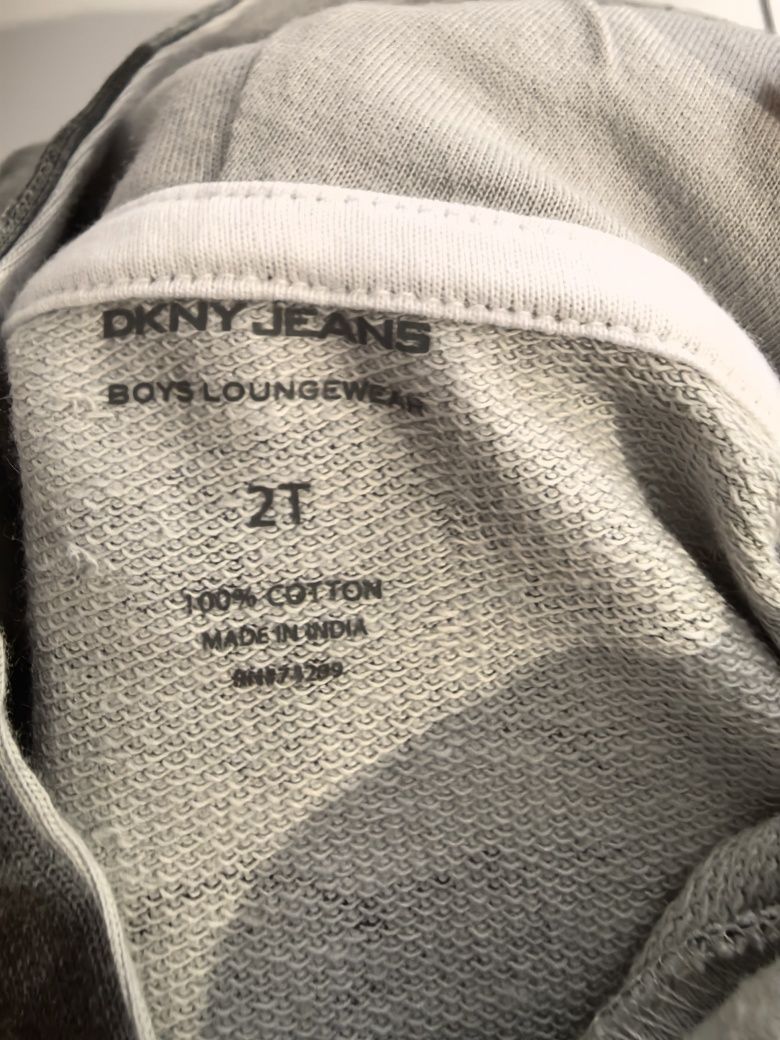 DKNY JEANS
BOYS LOUNGEWEAR
2T
100% COTTON
MADE IN INDIA